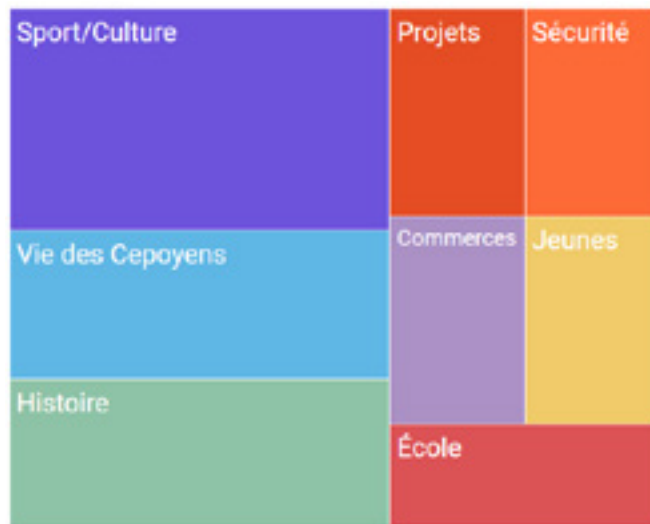 Sport/Culture
Vie des Cepoyens
Histoire
Projets
Sécurité
Commerces
Jeunes
École